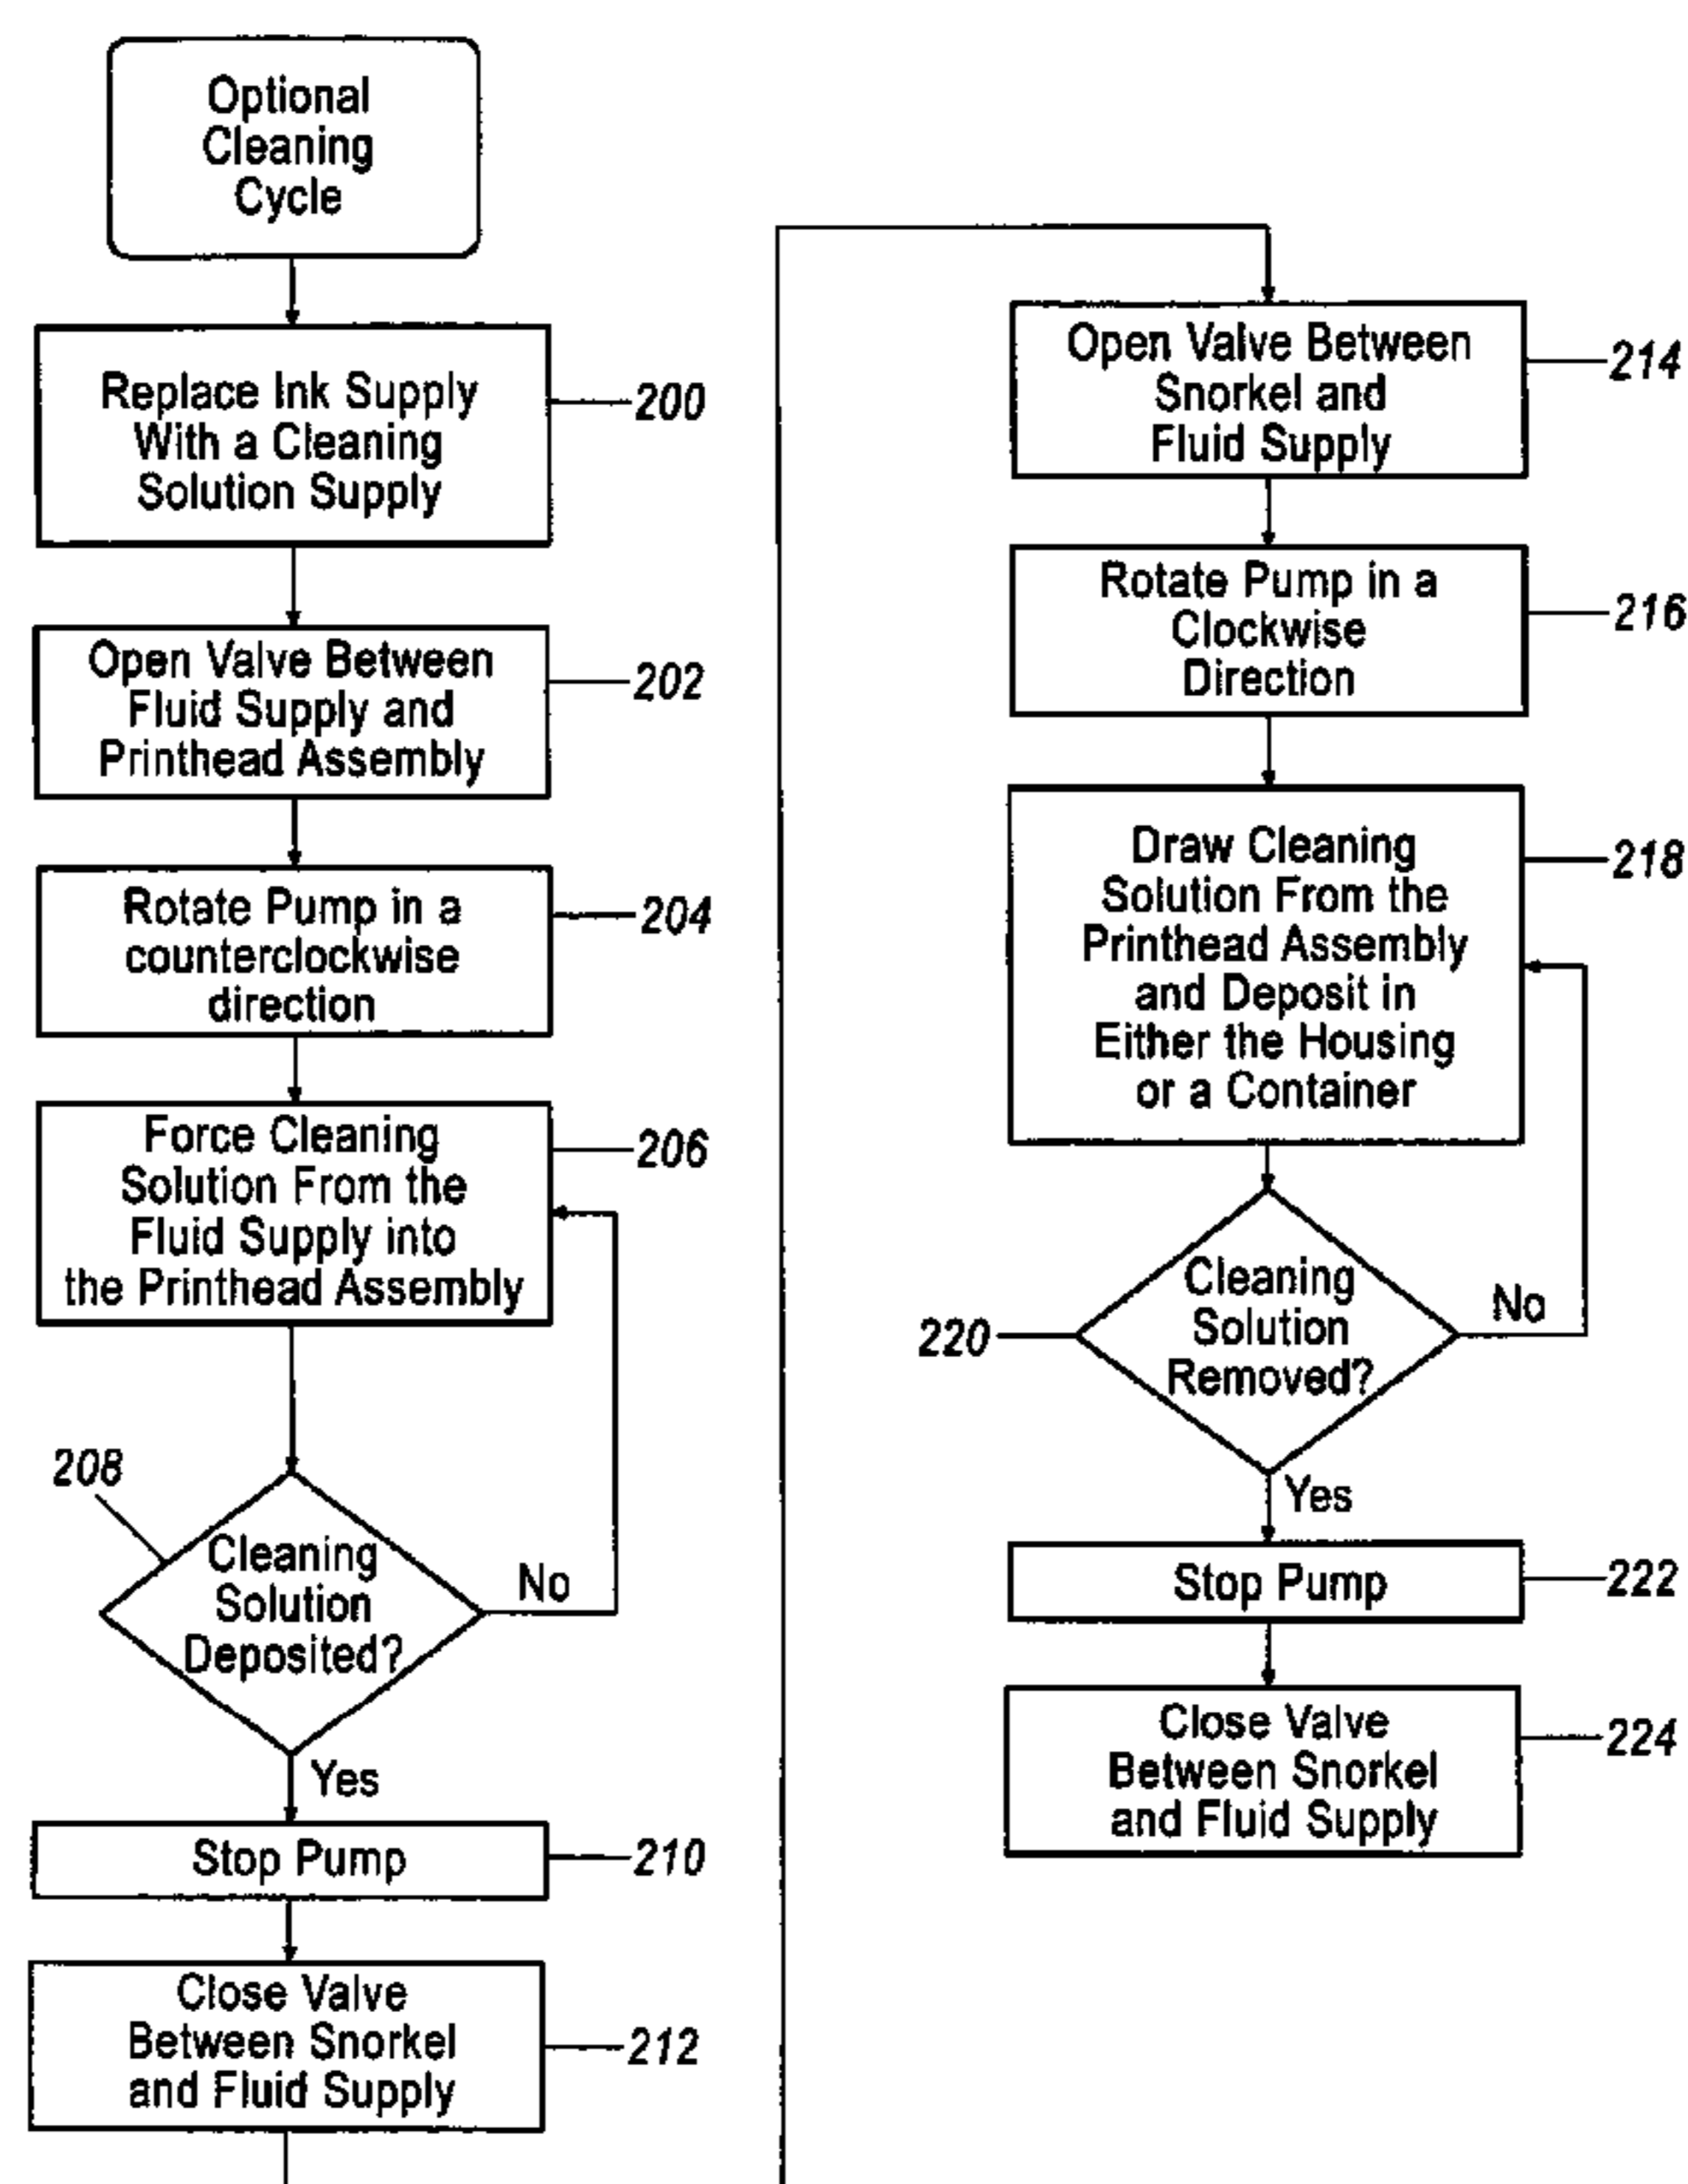 Optional
Cleaning
Cycle
Replace Ink Supply
With a Cleaning
Solution Supply
200
Open Valve Between
Fluid Supply and
Printhead Assembly
202
Rotate Pump in a
counterclockwise
direction
204
Force Cleaning
Solution From the
Fluid Supply into
the Printhead Assembly
206
208
Cleaning
Solution
Deposited?
No
Yes
Stop Pump
210
Close Valve
Between Snorkel
and Fluid Supply
212
Open Valve Between
Snorkel and
Fluid Supply
214
Rotate Pump in a
Clockwise
Direction
216
Draw Cleaning
Solution From the
Printhead Assembly
and Deposit in
Either the Housing
or a Container
218
220
Cleaning
Solution
Removed?
No
Yes
Stop Pump
222
Close Valve
Between Snorkel
and Fluid Supply
224